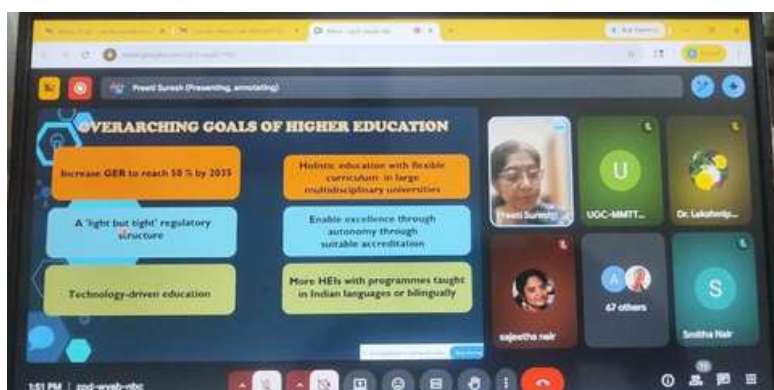 Preeti Suresh (Presenting, annotating)
OVERARCHING GOALS OF HIGHER EDUCATION
Increase GER to reach 50 % by 2035
Holistic education with flexible
curriculum in large
multidisciplinary universities
A 'light but tight' regulatory
structure
Enable excellence through
autonomy through
suitable accreditation
Technology-driven education
More HEIs with programmes taught
in Indian languages or bilingually
Preeti Suresh
U
UGC-MMTT...
Dr. Lekshmip...
sajeetha nair
A
67 others
S
Smitha Nair
1:51 PM